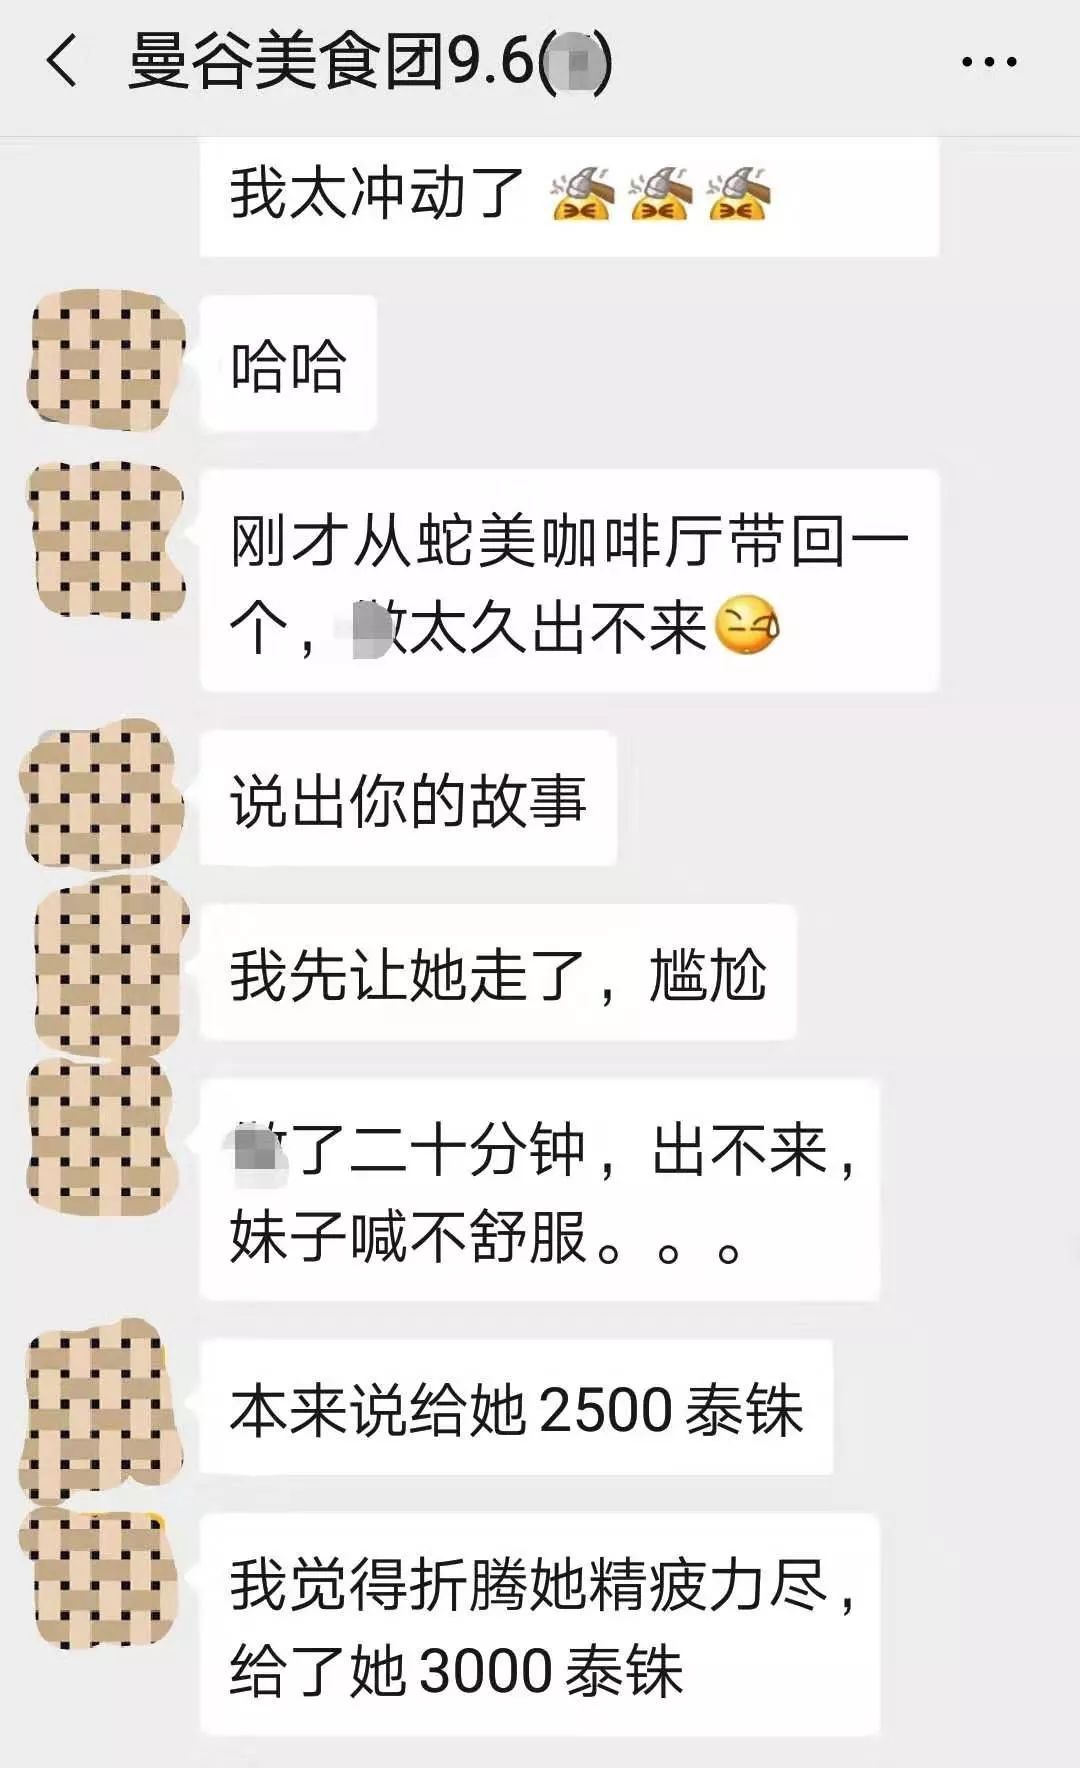 曼谷美食团9.6()
我太冲动了
哈哈
刚才从蛇美咖啡厅带回一
个，太久出不来
说出你的故事
我先让她走了，尴尬
了二十分钟，出不来，
妹子喊不舒服。。。
本来说给她2500泰铢
我觉得折腾她精疲力尽，
给了她3000泰铢